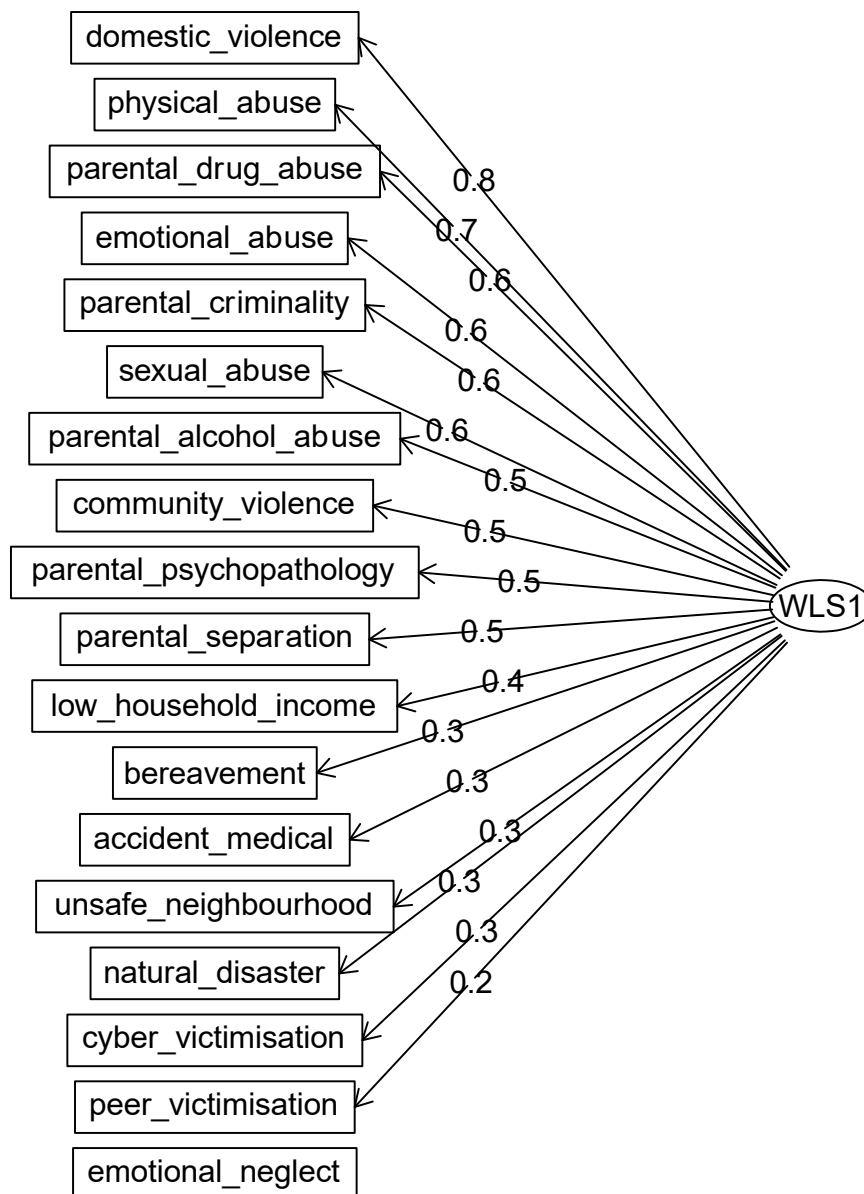 domestic_violence
physical_abuse
parental_drug_abuse
emotional_abuse
parental_criminality
sexual_abuse
parental_alcohol_abuse
community_violence
parental_psychopathology
parental_separation
low_household_income
bereavement
accident_medical
unsafe_neighbourhood
natural_disaster
cyber_victimisation
peer_victimisation
emotional_neglect
0.8
0.7
0.6
0.6
0.6
0.6
0.5
0.5
0.5
0.5
0.4
0.3
0.3
0.3
0.3
0.3
0.2
WLS1